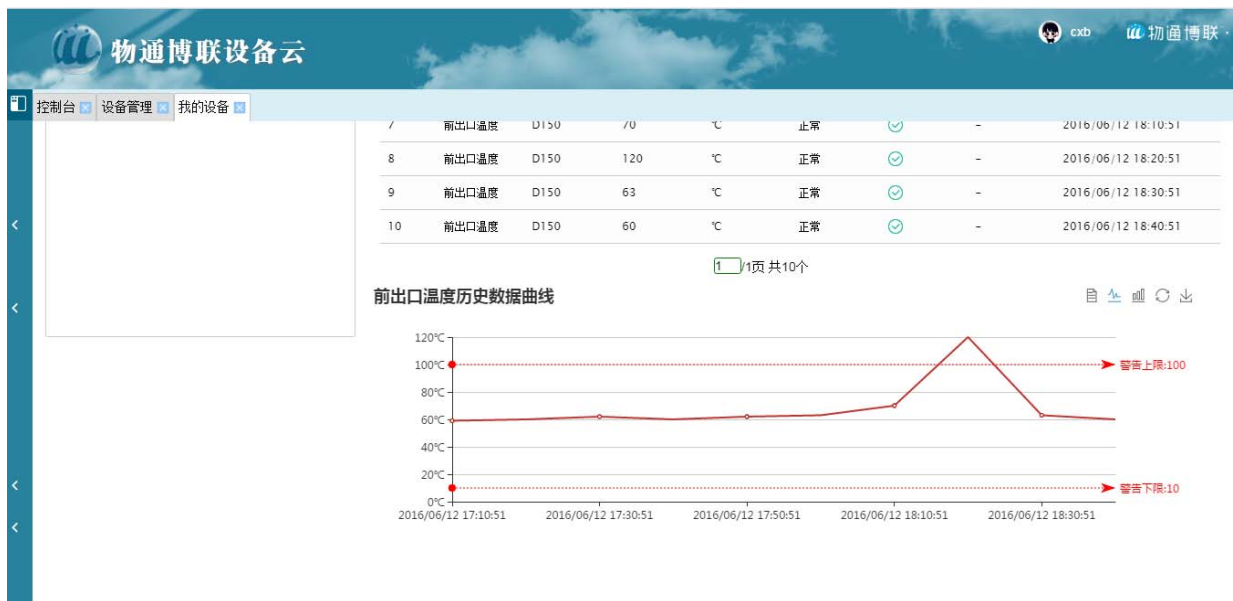 物通博联设备云
cxb 物通博联
控制台 设备管理 我的设备
7 前出口温度 D150 70 ℃ 正常 - 2016/06/12 18:10:51
8 前出口温度 D150 120 ℃ 正常 - 2016/06/12 18:20:51
9 前出口温度 D150 63 ℃ 正常 - 2016/06/12 18:30:51
10 前出口温度 D150 60 ℃ 正常 - 2016/06/12 18:40:51
1 /1页 共10个
前出口温度历史数据曲线
120℃
100℃ 警告上限:100
80℃
60℃
40℃
20℃
警告下限:10
0℃
2016/06/12 17:10:51 2016/06/12 17:30:51 2016/06/12 17:50:51 2016/06/12 18:10:51 2016/06/12 18:30:51